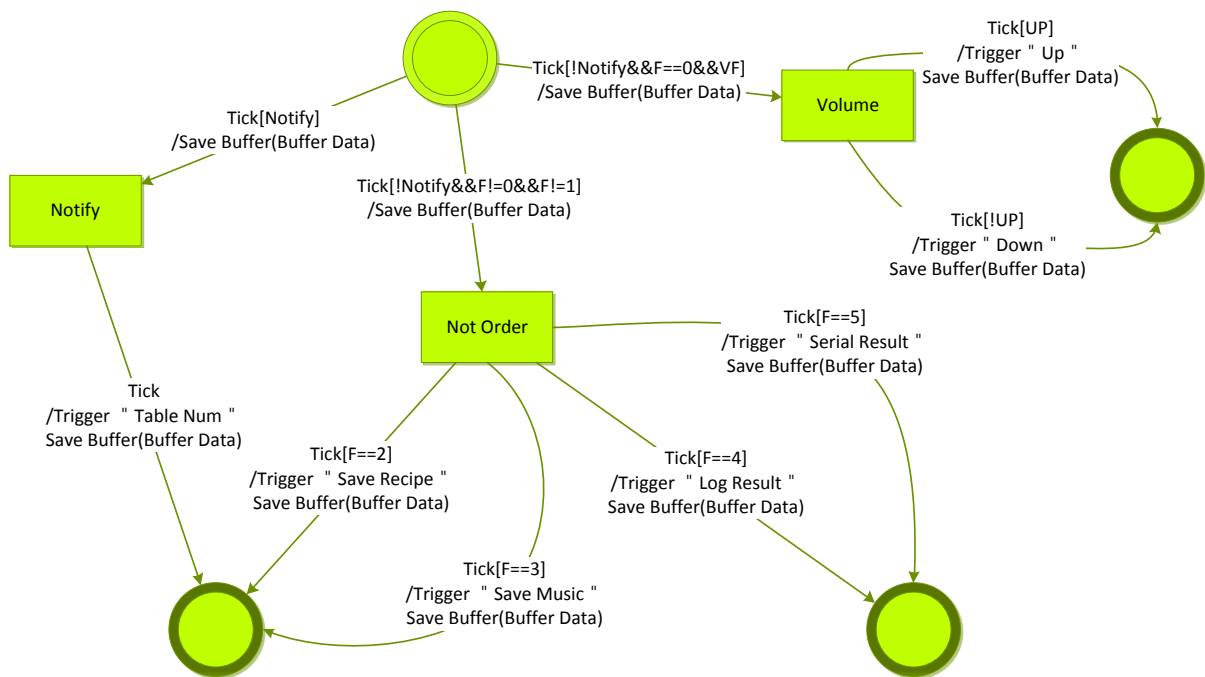 Tick[UP]
/Trigger " Up "
Save Buffer(Buffer Data)
Tick[!Notify&&F==0&&VF]
/Save Buffer(Buffer Data)
Volume
Tick[Notify]
/Save Buffer(Buffer Data)
Tick[!Notify&&F!=0&&F!=1]
/Save Buffer(Buffer Data)
Notify
Tick[!UP]
/Trigger " Down "
Save Buffer(Buffer Data)
Not Order
Tick[F==5]
/Trigger " Serial Result "
Save Buffer(Buffer Data)
Tick
/Trigger " Table Num "
Save Buffer(Buffer Data)
Tick[F==2]
/Trigger " Save Recipe "
Save Buffer(Buffer Data)
Tick[F==4]
/Trigger " Log Result "
Save Buffer(Buffer Data)
Tick[F==3]
/Trigger " Save Music "
Save Buffer(Buffer Data)